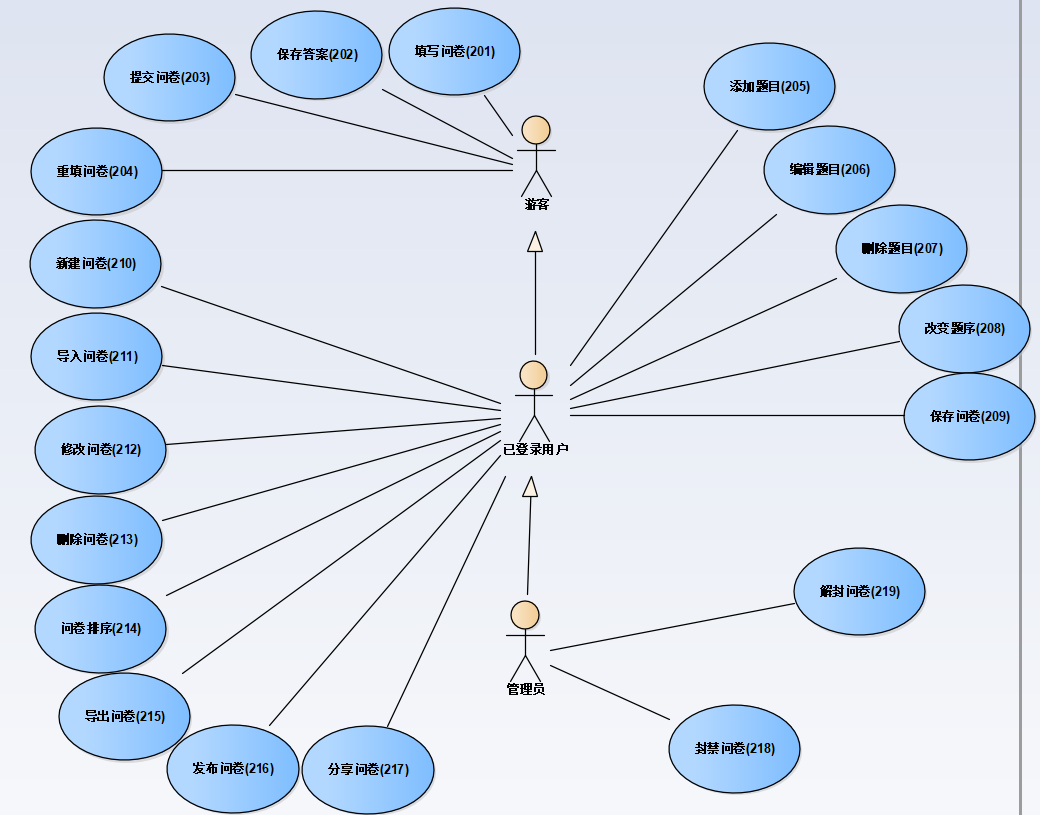 填写问卷(201)
保存答案(202)
提交问卷(203)
添加题目(205)
重填问卷(204)
编辑题目(206)
游客
删除题目(207)
新建问卷(210)
改变题序(208)
导入问卷(211)
保存问卷(209)
已登录用户
修改问卷(212)
删除问卷(213)
解封问卷(219)
问卷排序(214)
管理员
导出问卷(215)
封禁问卷(218)
发布问卷(216)
分享问卷(217)